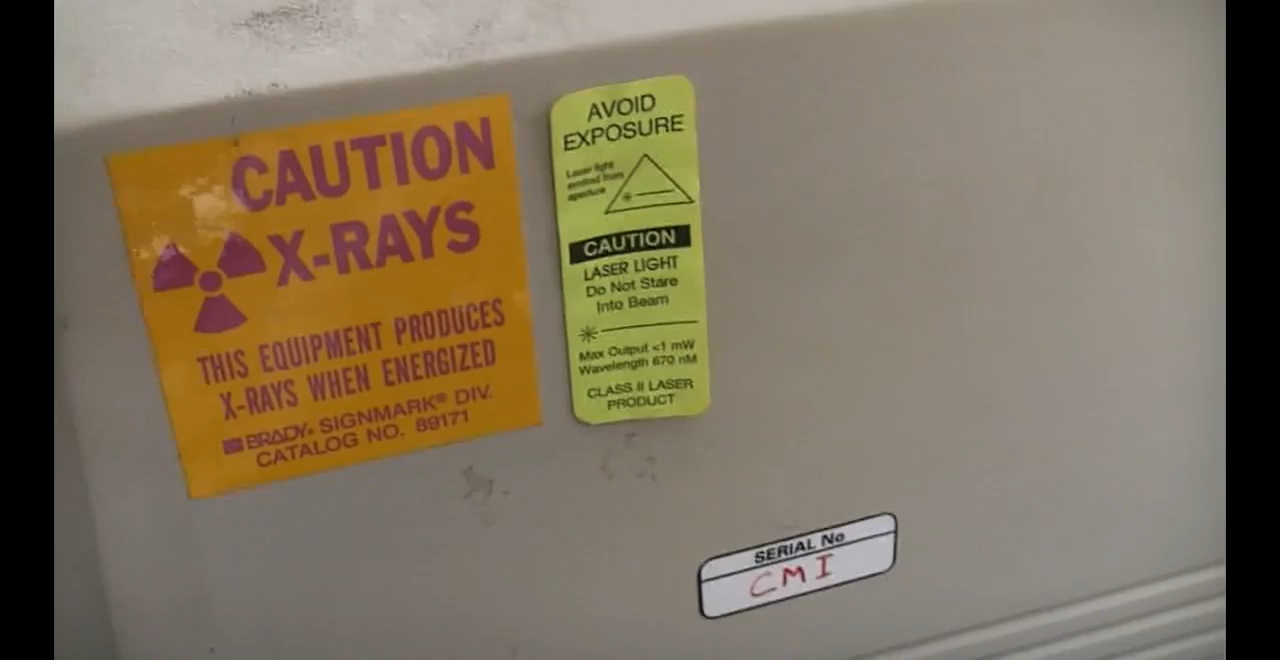 CAUTION
X-RAYS
THIS EQUIPMENT PRODUCES
X-RAYS WHEN ENERGIZED
BRADY® SIGNMARK® DIV.
CATALOG NO. 89171
AVOID
EXPOSURE
Laser light
emitted from
aperture
CAUTION
LASER LIGHT
Do Not Stare
Into Beam
Max Output <1 mW
Wavelength 670 nM
CLASS II LASER
PRODUCT
SERIAL No
CMI